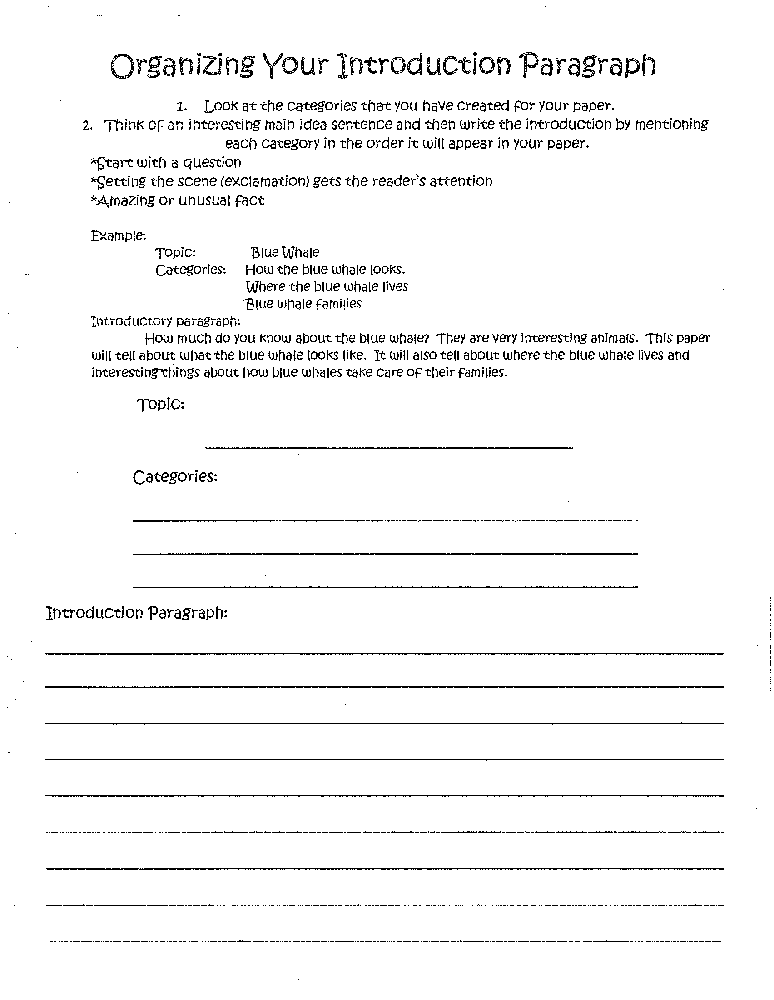 Organizing Your Introduction Paragraph
1. Look at the categories that you have created for your paper.
2. Think of an interesting main idea sentence and then write the introduction by mentioning
each category in the order it will appear in your paper.
*Start with a question
*Setting the scene (exclamation) gets the reader's attention
*Amazing or unusual fact
Example:
Topic: Blue Whale
Categories: How the blue whale looks.
Where the blue whale lives
Blue whale families
Introductory paragraph:
How much do you know about the blue whale? They are very interesting animals. This paper
will tell about what the blue whale looks like. It will also tell about where the blue whale lives and
interesting things about how blue whales take care of their families.
Topic:
Categories:
Introduction Paragraph: